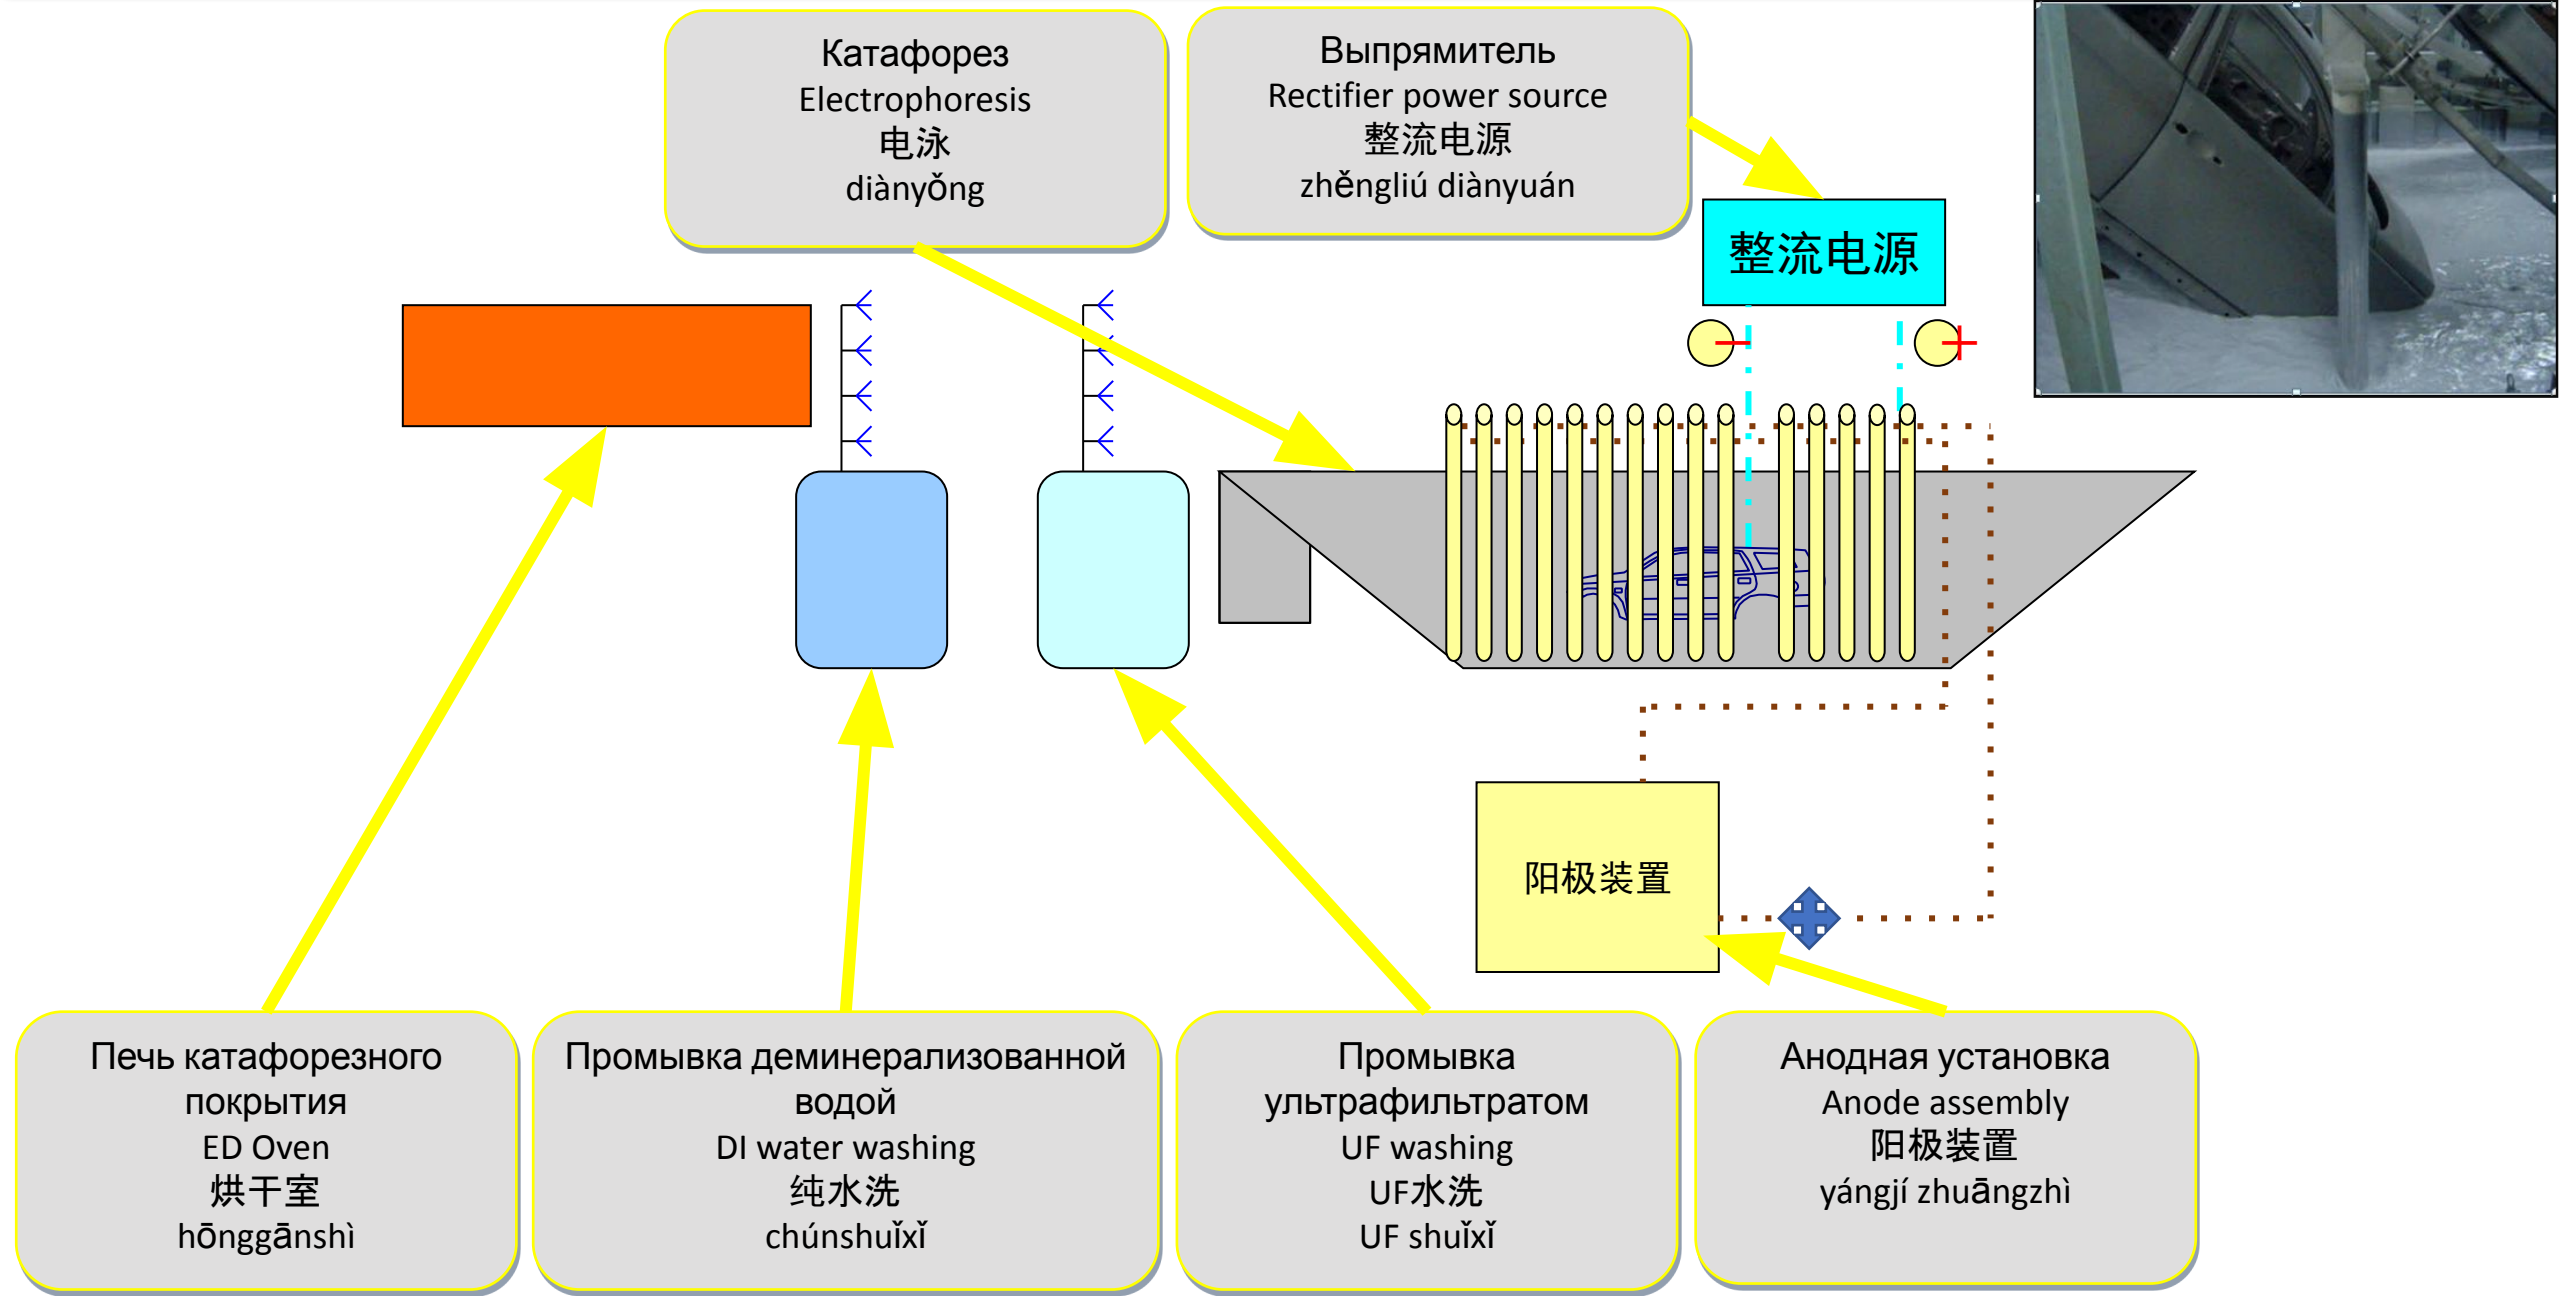 Катафорез
Electrophoresis
电泳
diànyǒng
Выпрямитель
Rectifier power source
整流电源
zhěngliú diànyuán
整流电源
阳极装置
Печь катафорезного
покрытия
ED Oven
烘干室
hōnggānshì
Промывка деминерализованной
водой
DI water washing
纯水洗
chúnshuǐxǐ
Промывка
ультрафильтратом
UF washing
UF水洗
UF shuǐxǐ
Анодная установка
Anode assembly
阳极装置
yángjí zhuāngzhì